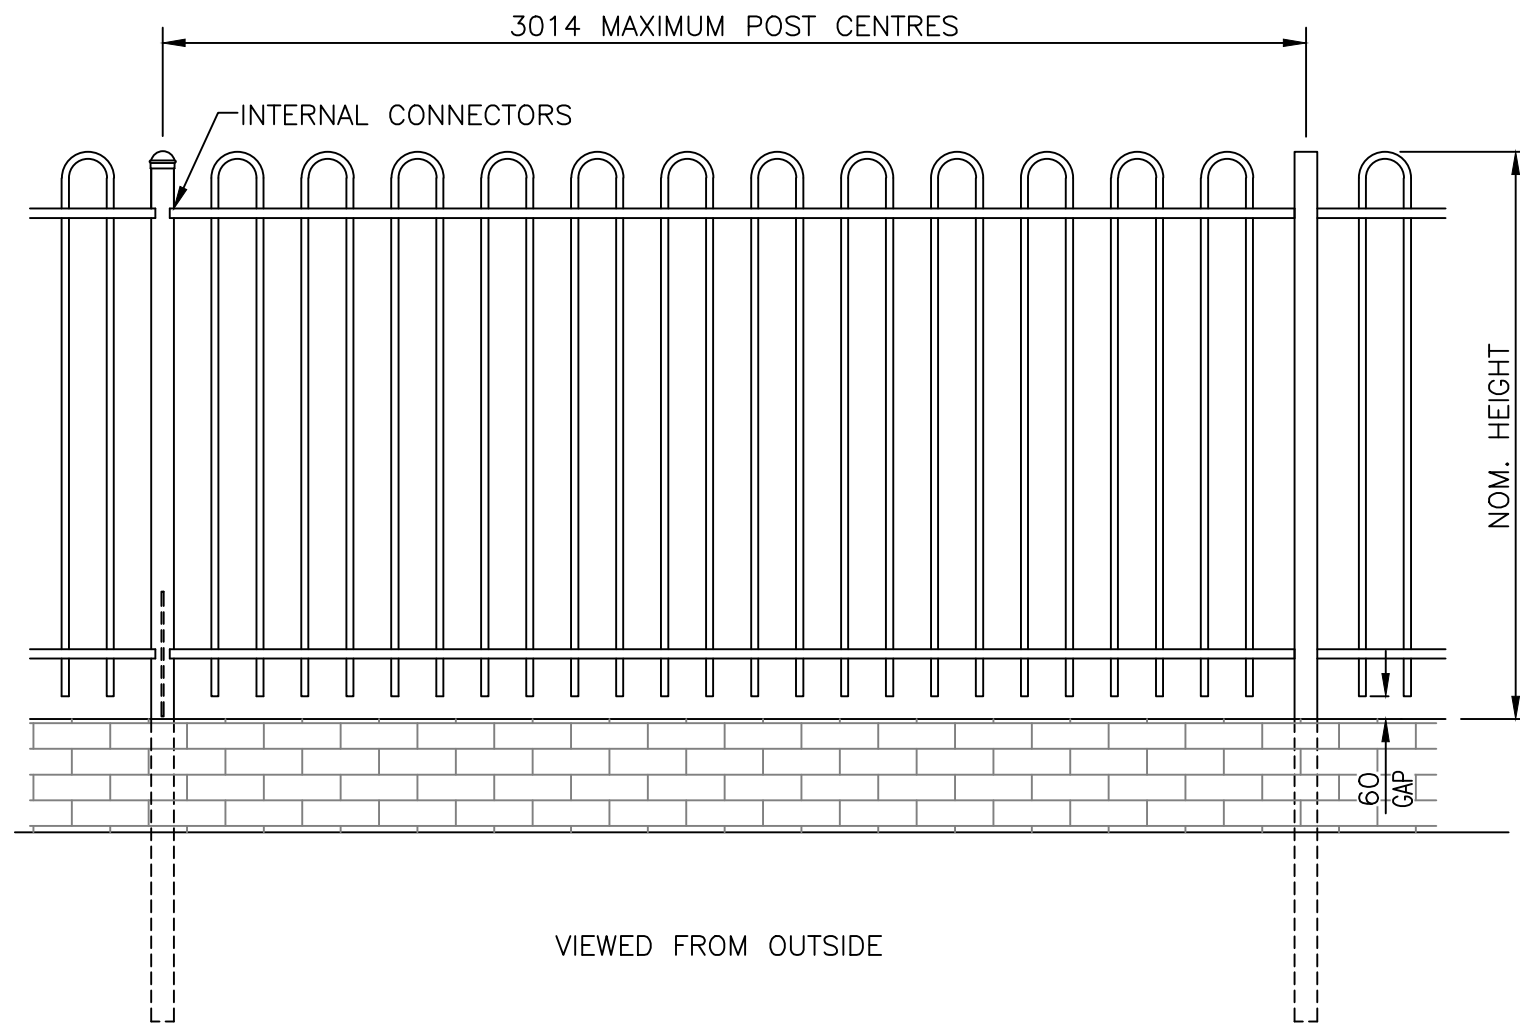 3014 MAXIMUM POST CENTRES
INTERNAL CONNECTORS
NOM. HEIGHT
60
GAP
VIEWED FROM OUTSIDE